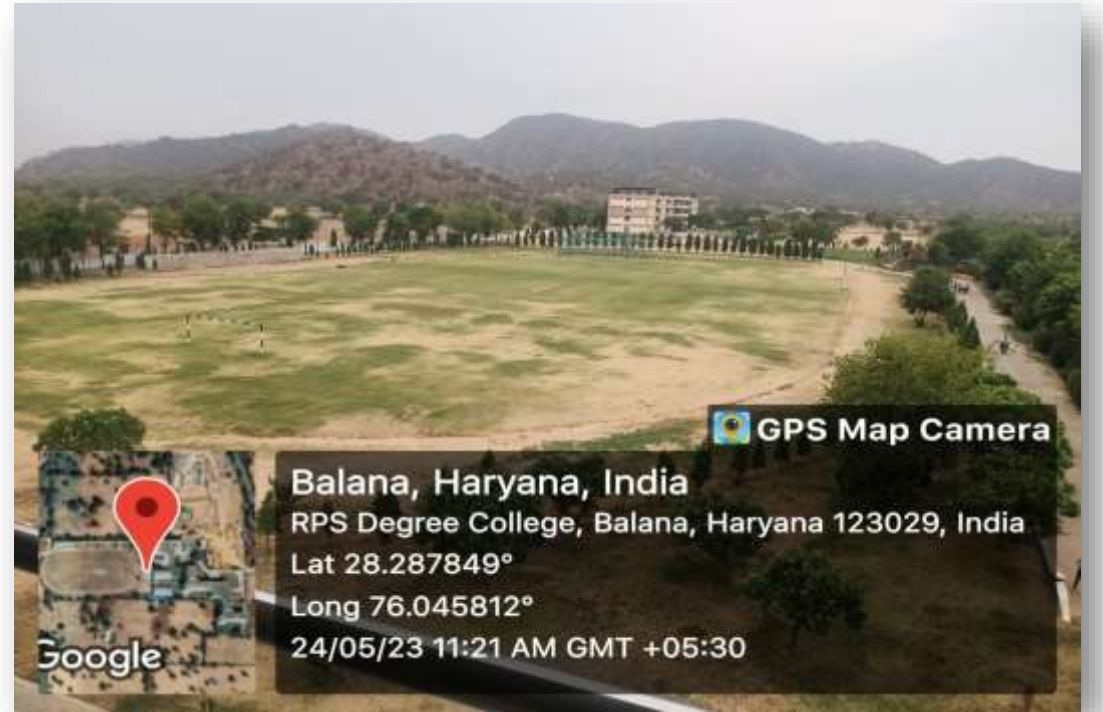 GPS Map Camera
Balana, Haryana, India
RPS Degree College, Balana, Haryana 123029, India
Lat 28.287849°
Long 76.045812°
24/05/23 11:21 AM GMT +05:30
Google